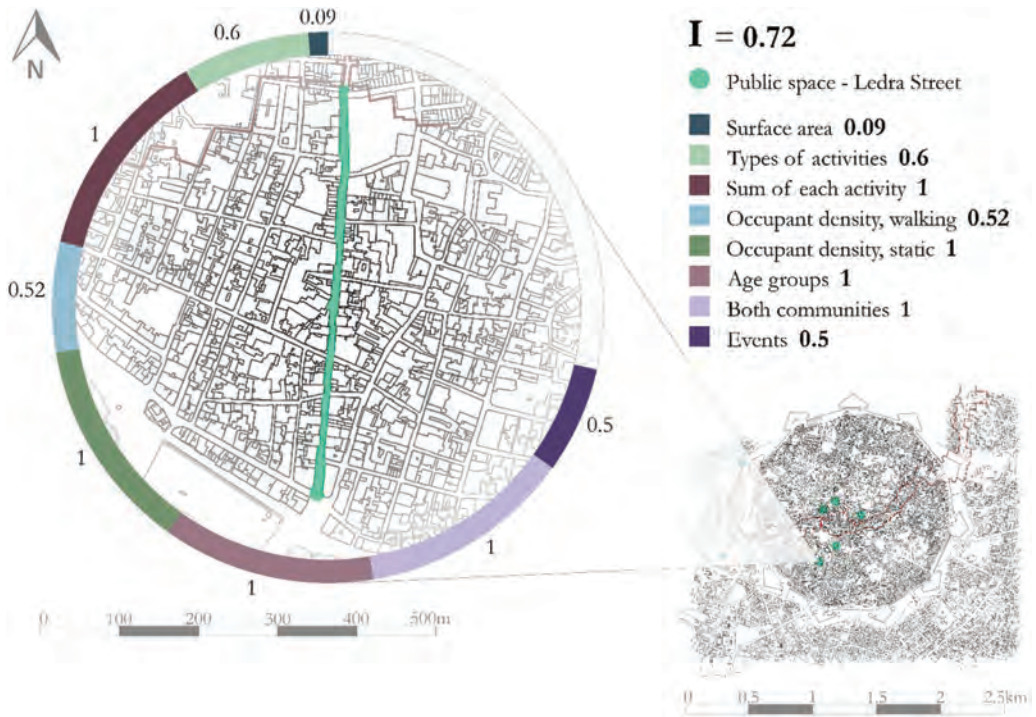 0.09
0.6
N
1
0.52
1
1
1
0.5
0 100 200 300 400 500m
I = 0.72
Public space - Ledra Street
Surface area 0.09
Types of activities 0.6
Sum of each activity 1
Occupant density, walking 0.52
Occupant density, static 1
Age groups 1
Both communities 1
Events 0.5
0 0.5 1 1,5 2 2.5km